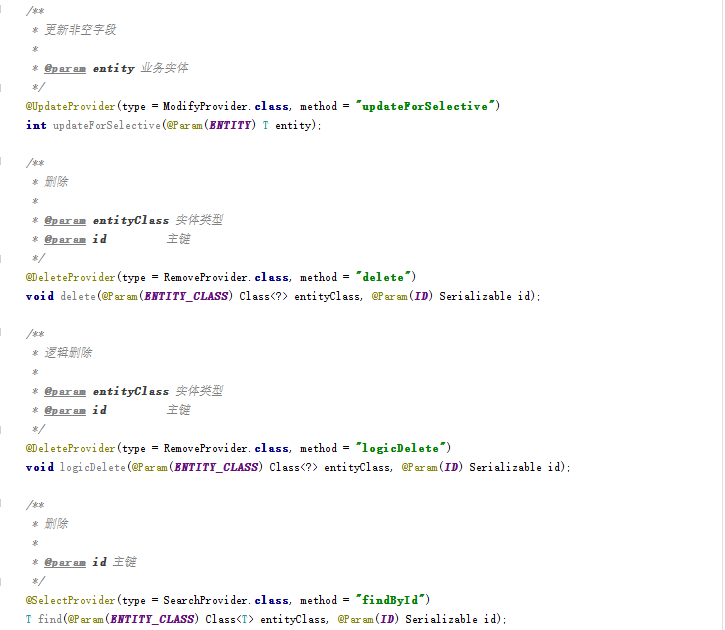 /**
 * 更新非空字段
 *
 * @param entity 业务实体
 */
@UpdateProvider(type = ModifyProvider.class, method = "updateForSelective")
int updateForSelective(@Param(ENTITY) T entity);
/**
 * 删除
 *
 * @param entityClass 实体类型
 * @param id          主键
 */
@DeleteProvider(type = RemoveProvider.class, method = "delete")
void delete(@Param(ENTITY_CLASS) Class<?> entityClass, @Param(ID) Serializable id);
/**
 * 逻辑删除
 *
 * @param entityClass 实体类型
 * @param id          主键
 */
@DeleteProvider(type = RemoveProvider.class, method = "logicDelete")
void logicDelete(@Param(ENTITY_CLASS) Class<?> entityClass, @Param(ID) Serializable id);
/**
 * 删除
 *
 * @param id 主键
 */
@SelectProvider(type = SearchProvider.class, method = "findById")
T find(@Param(ENTITY_CLASS) Class<T> entityClass, @Param(ID) Serializable id);